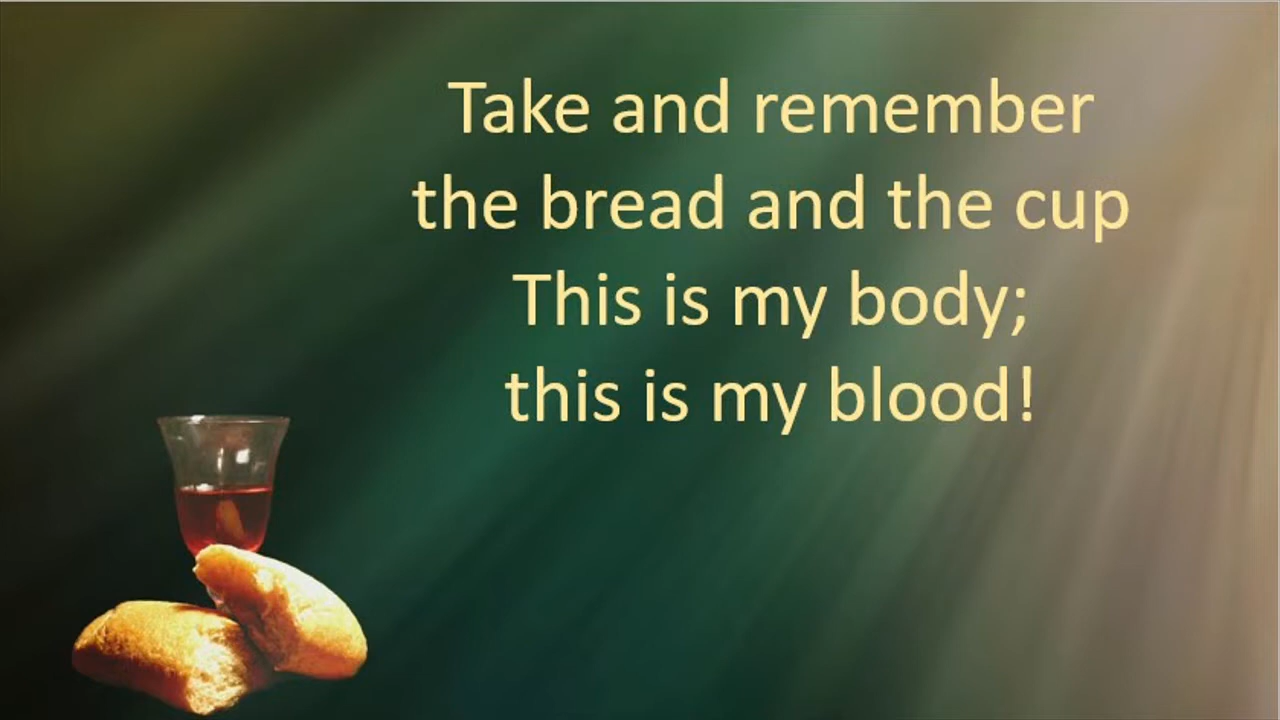 Take and remember
the bread and the cup
This is my body;
this is my blood!